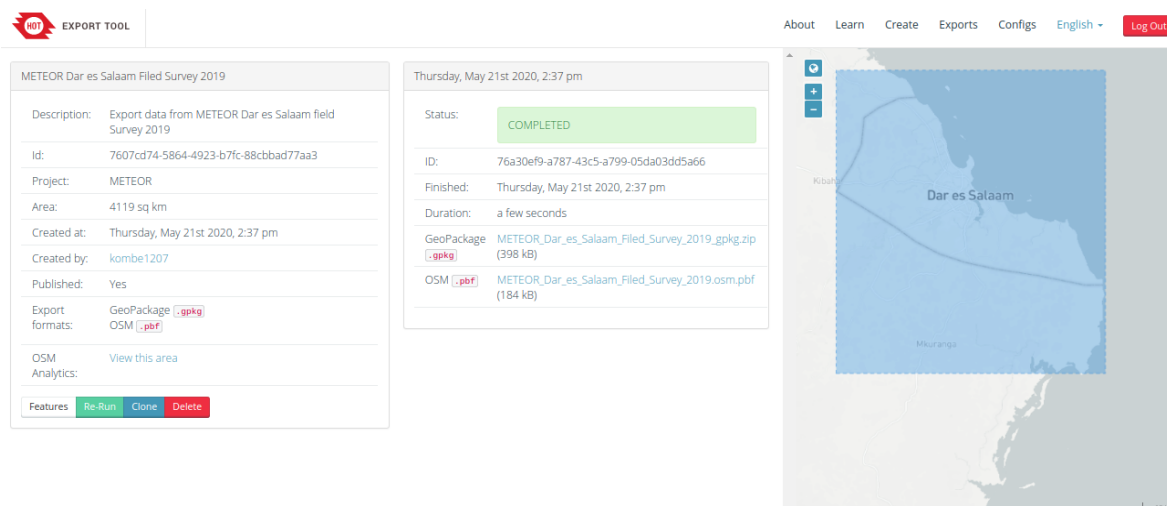 HOT EXPORT TOOL
About Learn Create Exports Configs English Log Out
METEOR Dar es Salaam Filed Survey 2019
Description: Export data from METEOR Dar es Salaam field
Survey 2019
Id: 7607cd74-5864-4923-b7fc-88cbbad77aa3
Project: METEOR
Area: 4119 sq km
Created at: Thursday, May 21st 2020, 2:37 pm
Created by: kombe1207
Published: Yes
Export GeoPackage .gpkg
formats: OSM .pbf
OSM View this area
Analytics:
Features Re-Run Clone Delete
Thursday, May 21st 2020, 2:37 pm
Status: COMPLETED
ID: 76a30ef9-a787-43c5-a799-05da03dd5a66
Finished: Thursday, May 21st 2020, 2:37 pm
Duration: a few seconds
GeoPackage METEOR_Dar_es_Salaam_Filed_Survey_2019_gpkg.zip
.gpkg (398 kB)
OSM .pbf METEOR_Dar_es_Salaam_Filed_Survey_2019.osm.pbf
(184 kB)
+
−
Dar es Salaam
Mkuranga